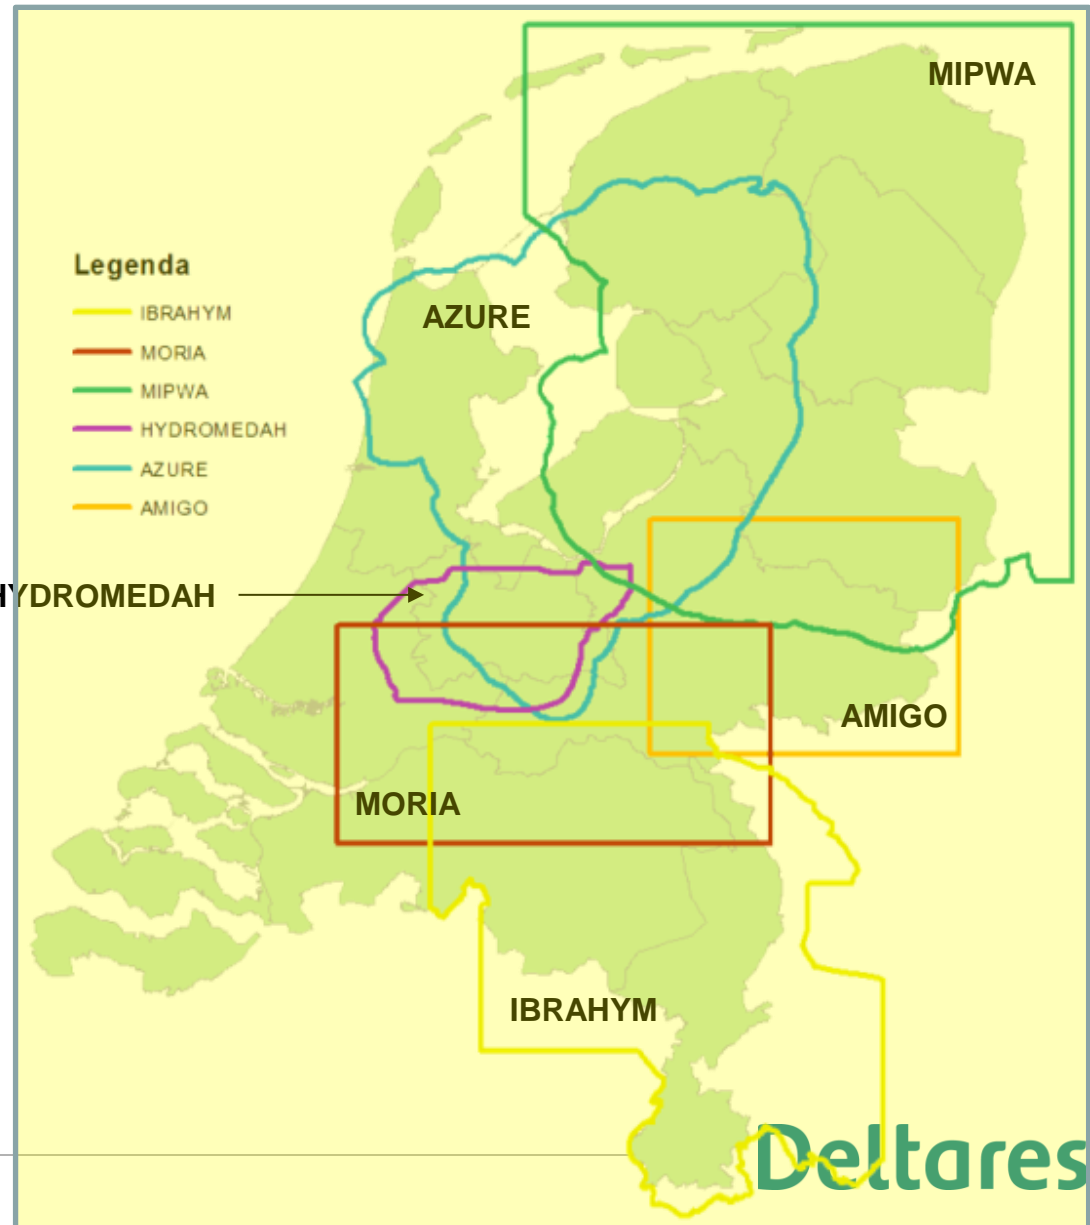 MIPWA
Legenda
AZURE
IBRAHYM
MORIA
MIPWA
HYDROMEDAH
AZURE
AMIGO
HYDROMEDAH
AMIGO
MORIA
IBRAHYM
Deltares